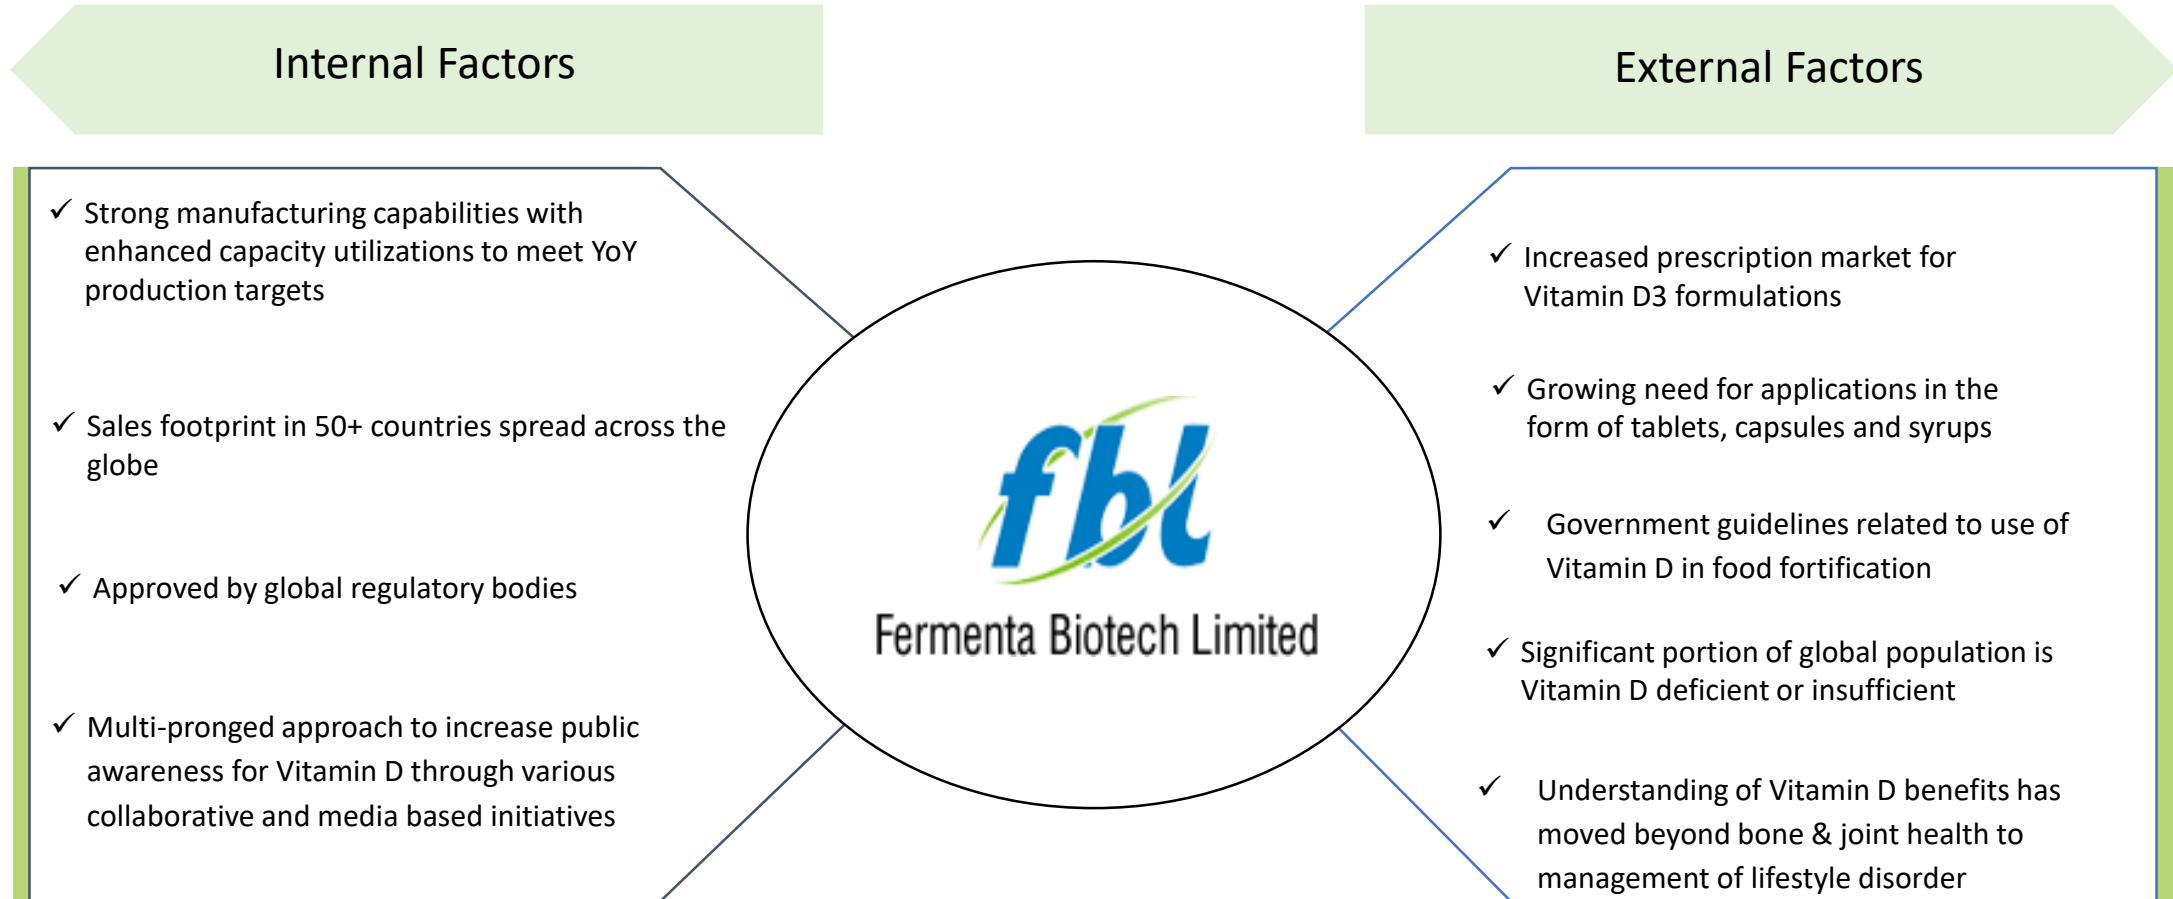 Internal Factors
✓ Strong manufacturing capabilities with
enhanced capacity utilizations to meet YoY
production targets
✓ Sales footprint in 50+ countries spread across the
globe
✓ Approved by global regulatory bodies
✓ Multi-pronged approach to increase public
awareness for Vitamin D through various
collaborative and media based initiatives
fbl
Fermenta Biotech Limited
External Factors
✓ Increased prescription market for
Vitamin D3 formulations
✓ Growing need for applications in the
form of tablets, capsules and syrups
✓ Government guidelines related to use of
Vitamin D in food fortification
✓ Significant portion of global population is
Vitamin D deficient or insufficient
✓ Understanding of Vitamin D benefits has
moved beyond bone & joint health to
management of lifestyle disorder